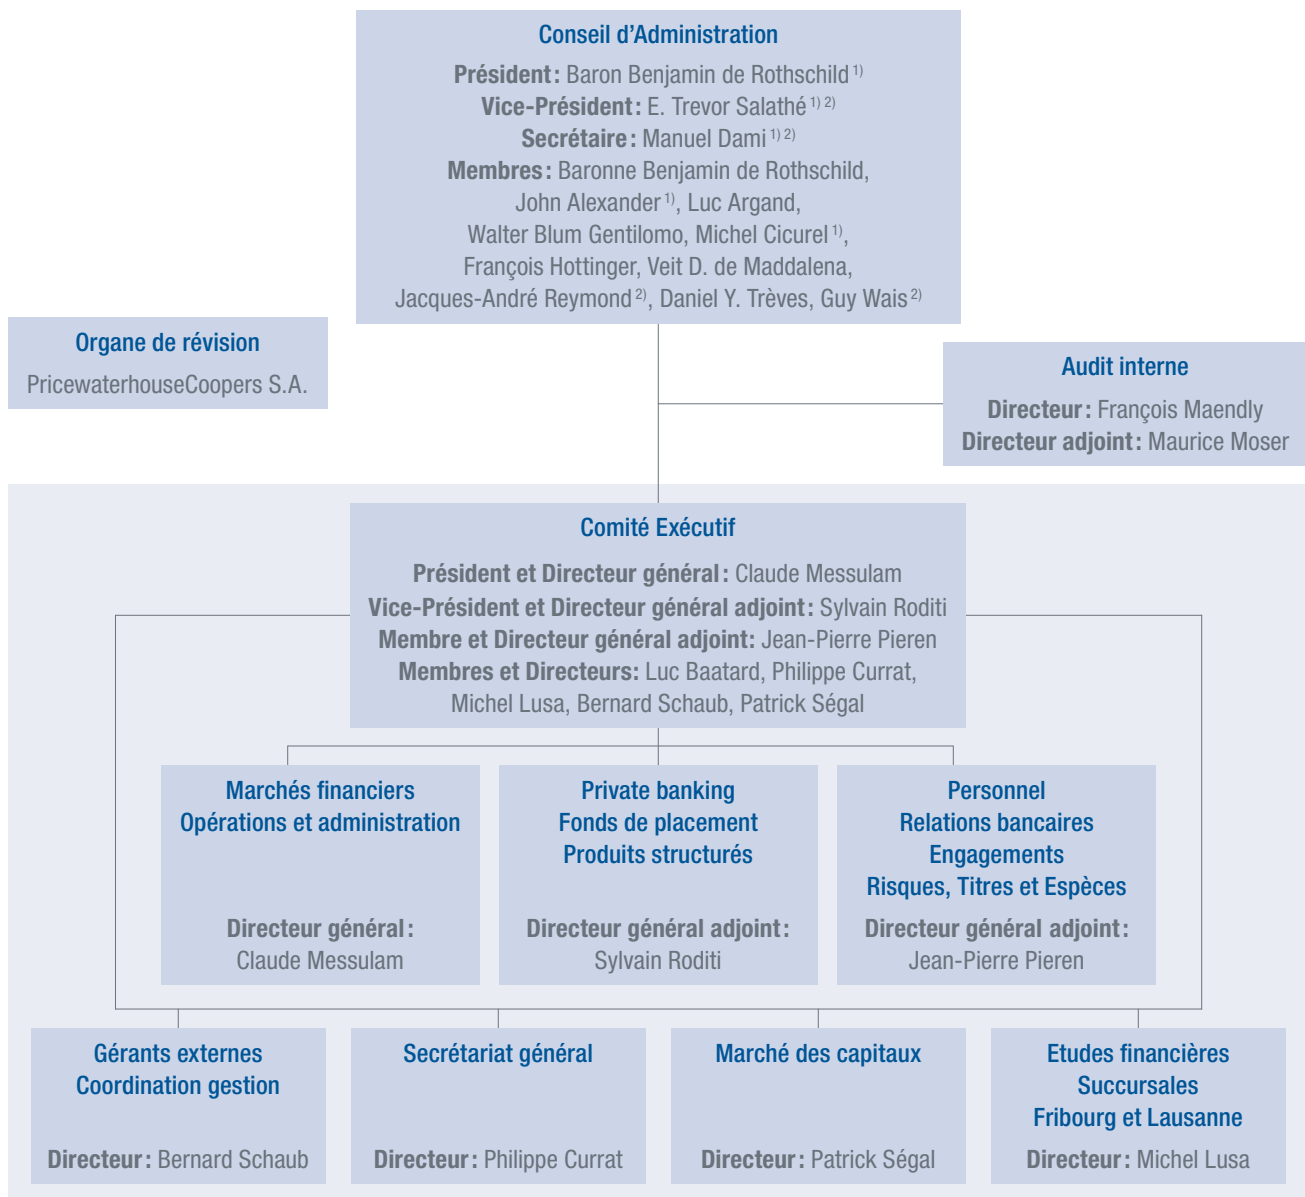 Conseil d’Administration
Président : Baron Benjamin de Rothschild 1)
Vice-Président : E. Trevor Salathé 1) 2)
Secrétaire : Manuel Dami 1) 2)
Membres : Baronne Benjamin de Rothschild,
John Alexander 1), Luc Argand,
Walter Blum Gentilomo, Michel Cicurel 1),
François Hottinger, Veit D. de Maddalena,
Jacques-André Reymond 2), Daniel Y. Trèves, Guy Wais 2)
Organe de révision
PricewaterhouseCoopers S.A.
Audit interne
Directeur : François Maendly
Directeur adjoint : Maurice Moser
Comité Exécutif
Président et Directeur général : Claude Messulam
Vice-Président et Directeur général adjoint : Sylvain Roditi
Membre et Directeur général adjoint: Jean-Pierre Pieren
Membres et Directeurs: Luc Baatard, Philippe Currat,
Michel Lusa, Bernard Schaub, Patrick Ségal
Marchés financiers
Opérations et administration
Directeur général :
Claude Messulam
Private banking
Fonds de placement
Produits structurés
Directeur général adjoint :
Sylvain Roditi
Personnel
Relations bancaires
Engagements
Risques, Titres et Espèces
Directeur général adjoint :
Jean-Pierre Pieren
Gérants externes
Coordination gestion
Directeur : Bernard Schaub
Secrétariat général
Directeur : Philippe Currat
Marché des capitaux
Directeur : Patrick Ségal
Etudes financières
Succursales
Fribourg et Lausanne
Directeur : Michel Lusa